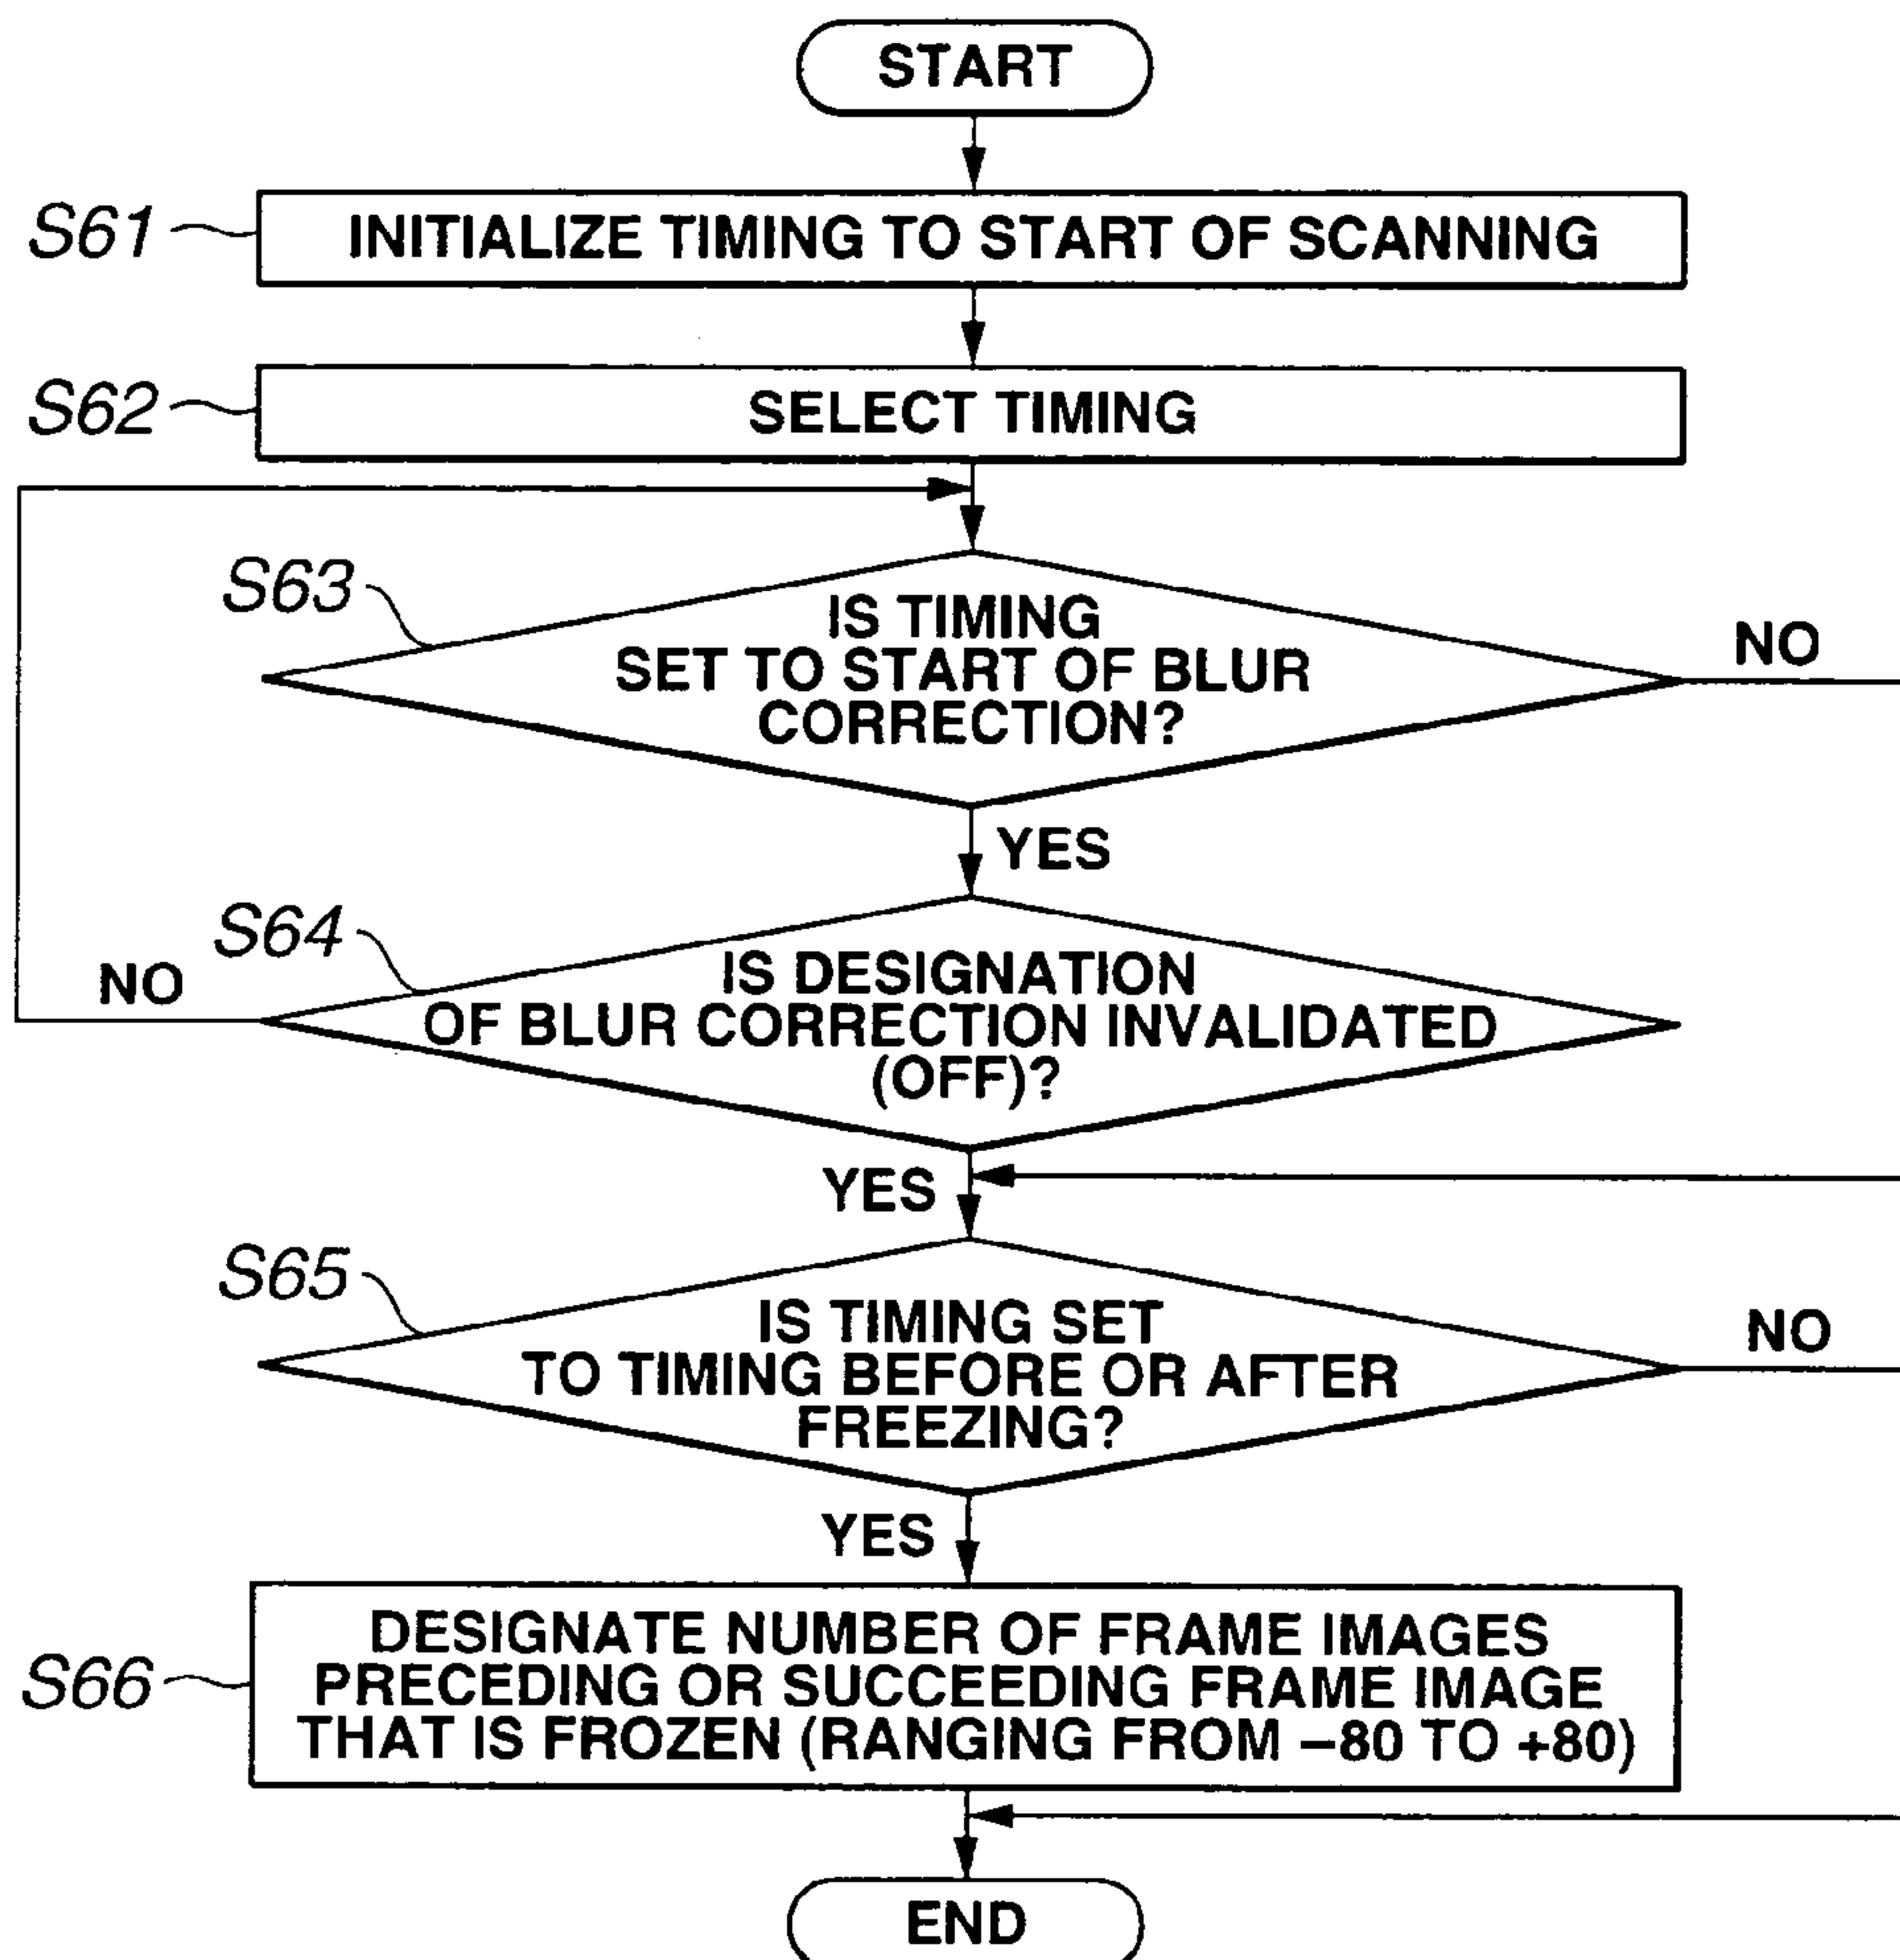 START
S61
INITIALIZE TIMING TO START OF SCANNING
S62
SELECT TIMING
S63
IS TIMING
SET TO START OF BLUR
CORRECTION?
NO
YES
S64
NO
IS DESIGNATION
OF BLUR CORRECTION INVALIDATED
(OFF)?
YES
S65
IS TIMING SET
TO TIMING BEFORE OR AFTER
FREEZING?
NO
YES
S66
DESIGNATE NUMBER OF FRAME IMAGES
PRECEDING OR SUCCEEDING FRAME IMAGE
THAT IS FROZEN (RANGING FROM −80 TO +80)
END